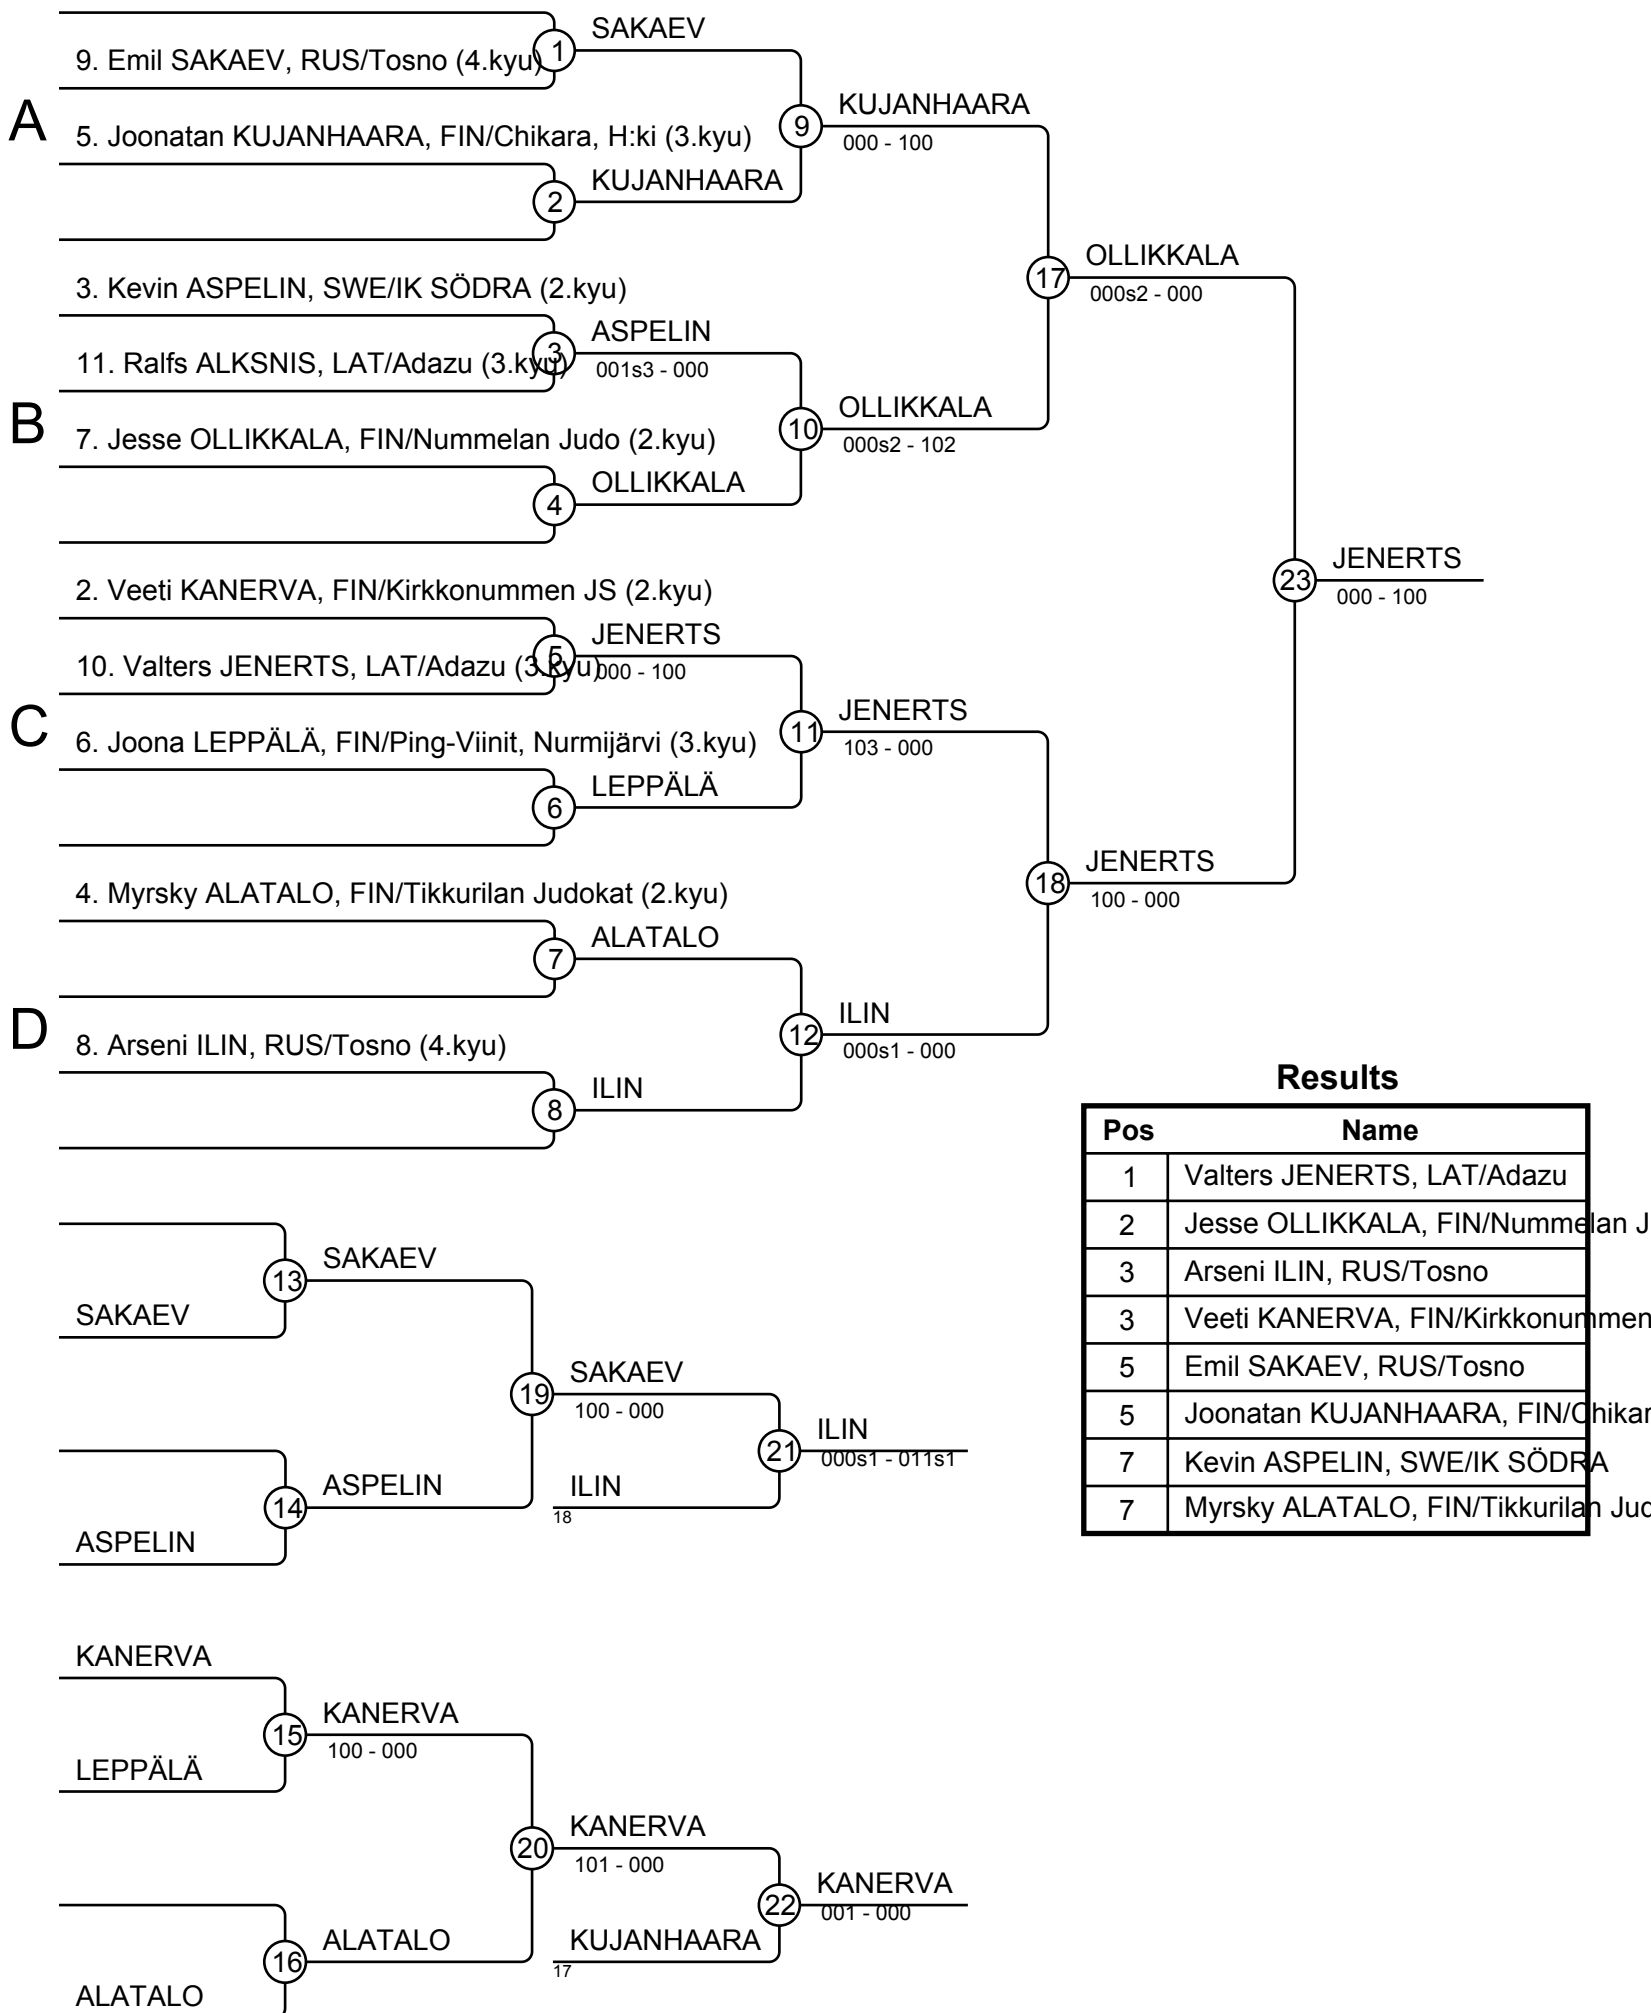 SAKAEV
1
9. Emil SAKAEV, RUS/Tosno (4.kyu)
A
KUJANHAARA
9
000 - 100
5. Joonatan KUJANHAARA, FIN/Chikara, H:ki (3.kyu)
KUJANHAARA
2
OLLIKKALA
17
000s2 - 000
3. Kevin ASPELIN, SWE/IK SÖDRA (2.kyu)
ASPELIN
3
001s3 - 000
11. Ralfs ALKSNIS, LAT/Adazu (3.kyu)
B
OLLIKKALA
10
000s2 - 102
7. Jesse OLLIKKALA, FIN/Nummelan Judo (2.kyu)
OLLIKKALA
4
JENERTS
23
000 - 100
2. Veeti KANERVA, FIN/Kirkkonummen JS (2.kyu)
JENERTS
5
000 - 100
10. Valters JENERTS, LAT/Adazu (3.kyu)
C
JENERTS
11
103 - 000
6. Joona LEPPÄLÄ, FIN/Ping-Viinit, Nurmijärvi (3.kyu)
LEPPÄLÄ
6
JENERTS
18
100 - 000
4. Myrsky ALATALO, FIN/Tikkurilan Judokat (2.kyu)
ALATALO
7
D
ILIN
12
000s1 - 000
8. Arseni ILIN, RUS/Tosno (4.kyu)
ILIN
8
Results
Pos Name
1 Valters JENERTS, LAT/Adazu
2 Jesse OLLIKKALA, FIN/Nummelan J
3 Arseni ILIN, RUS/Tosno
3 Veeti KANERVA, FIN/Kirkkonummen
5 Emil SAKAEV, RUS/Tosno
5 Joonatan KUJANHAARA, FIN/Chikar
7 Kevin ASPELIN, SWE/IK SÖDRA
7 Myrsky ALATALO, FIN/Tikkurilan Jud
SAKAEV
13
SAKAEV
SAKAEV
19
100 - 000
ILIN
21
000s1 - 011s1
ILIN
18
ASPELIN
14
ASPELIN
KANERVA
KANERVA
15
100 - 000
LEPPÄLÄ
KANERVA
20
101 - 000
KANERVA
22
001 - 000
KUJANHAARA
17
ALATALO
16
ALATALO